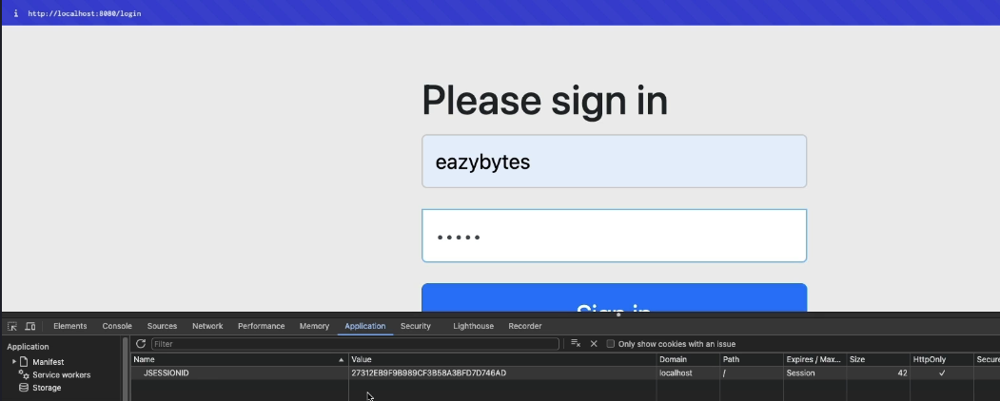 i http://localhost:8080/login
Please sign in
eazybytes
•••••
Sign in
Elements Console Sources Network Performance Memory Application Security Lighthouse Recorder
Application
Filter
Only show cookies with an issue
Manifest
Service workers
Storage
Name Value Domain Path Expires / Max... Size HttpOnly Secure
JSESSIONID 27312EB9F9B989CF3B58A3BFD7D746AD localhost / Session 42 ✓